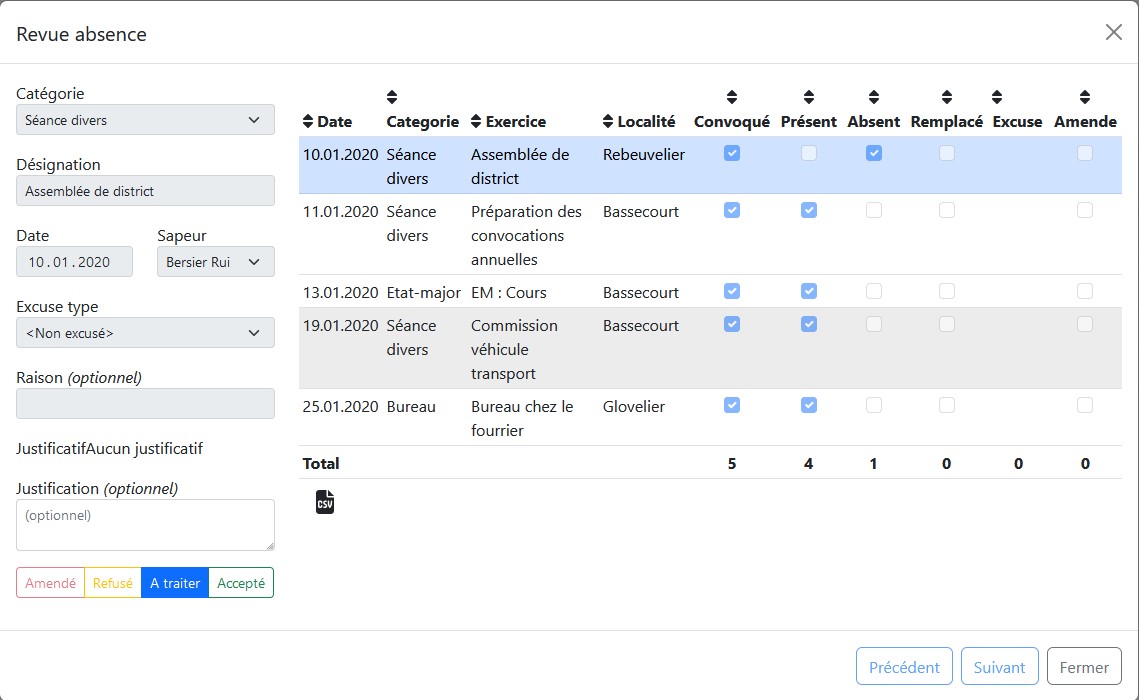 Revue absence
Catégorie
Séance divers
Désignation
Assemblée de district
Date Sapeur
10.01.2020 Bersier Rui
Excuse type
<Non excusé>
Raison (optionnel)
JustificatifAucun justificatif
Justification (optionnel)
(optionnel)
Amendé Refusé A traiter Accepté
Date Categorie Exercice Localité Convoqué Présent Absent Remplacé Excuse Amende
10.01.2020 Séance Assemblée de Rebeuvelier
divers district
11.01.2020 Séance Préparation des Bassecourt
divers convocations
annuelles
13.01.2020 Etat-major EM : Cours Bassecourt
19.01.2020 Séance Commission Bassecourt
divers véhicule
transport
25.01.2020 Bureau Bureau chez le Glovelier
fourrier
Total 5 4 1 0 0 0
CSV
Précédent Suivant Fermer